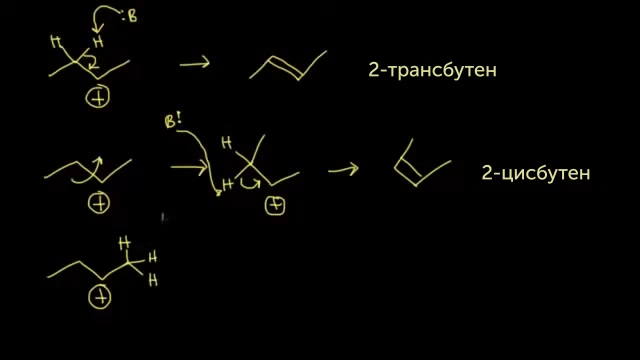 :B
H H
2-трансбутен
+
B:
H
H
2-цисбутен
+ +
H
H
H
+